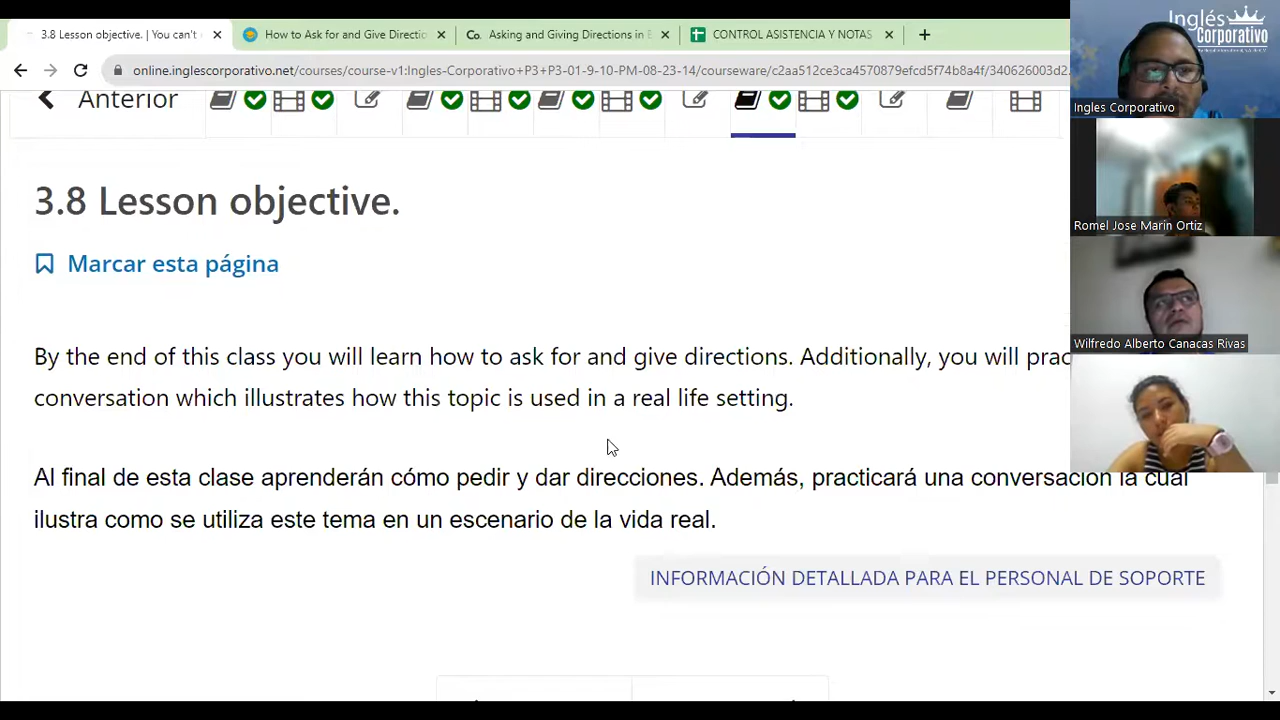 3.8 Lesson objective. | You can't
How to Ask for and Give Directio
Co. Asking and Giving Directions in E
CONTROL ASISTENCIA Y NOTAS
online.inglescorporativo.net/courses/course-v1:Ingles-Corporativo+P3+P3-01-9-10-PM-08-23-14/courseware/c2aa212ce3ca4570879efcd5f74b8a4f/340626003d2
Anterior
Inglés
Corporativo
Ingles Corporativo
Romel Jose Marin Ortiz
Wilfredo Alberto Canacas Rivas
3.8 Lesson objective.
Marcar esta página
By the end of this class you will learn how to ask for and give directions. Additionally, you will prac
conversation which illustrates how this topic is used in a real life setting.
Al final de esta clase aprenderán cómo pedir y dar direcciones. Además, practicará una conversación la cual
ilustra como se utiliza este tema en un escenario de la vida real.
INFORMACIÓN DETALLADA PARA EL PERSONAL DE SOPORTE